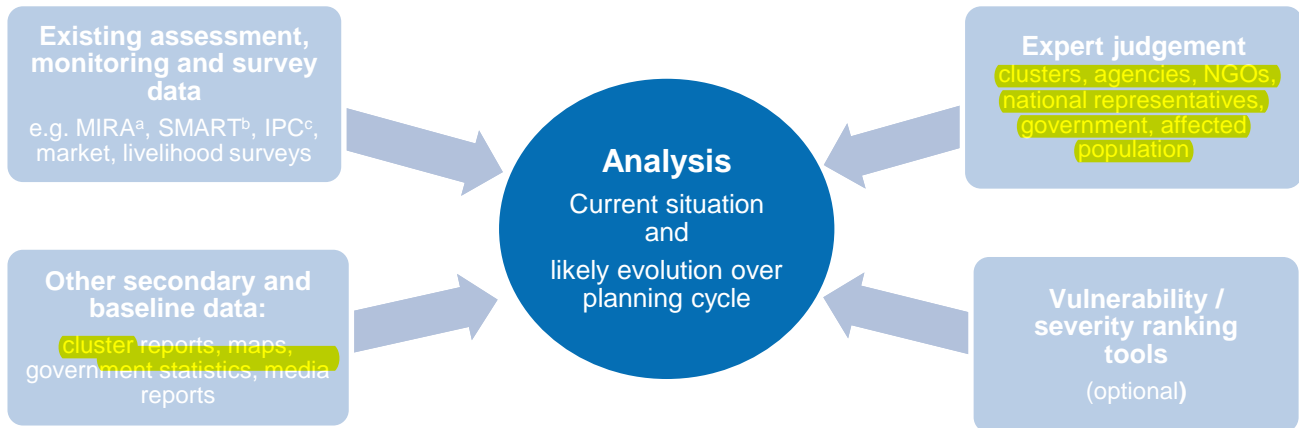 Existing assessment,
monitoring and survey
data
e.g. MIRAᵃ, SMARTᵇ, IPCᶜ,
market, livelihood surveys
Expert judgement
clusters, agencies, NGOs,
national representatives,
government, affected
population
Analysis
Current situation
and
likely evolution over
planning cycle
Other secondary and
baseline data:
cluster reports, maps,
government statistics, media
reports
Vulnerability /
severity ranking
tools
(optional)